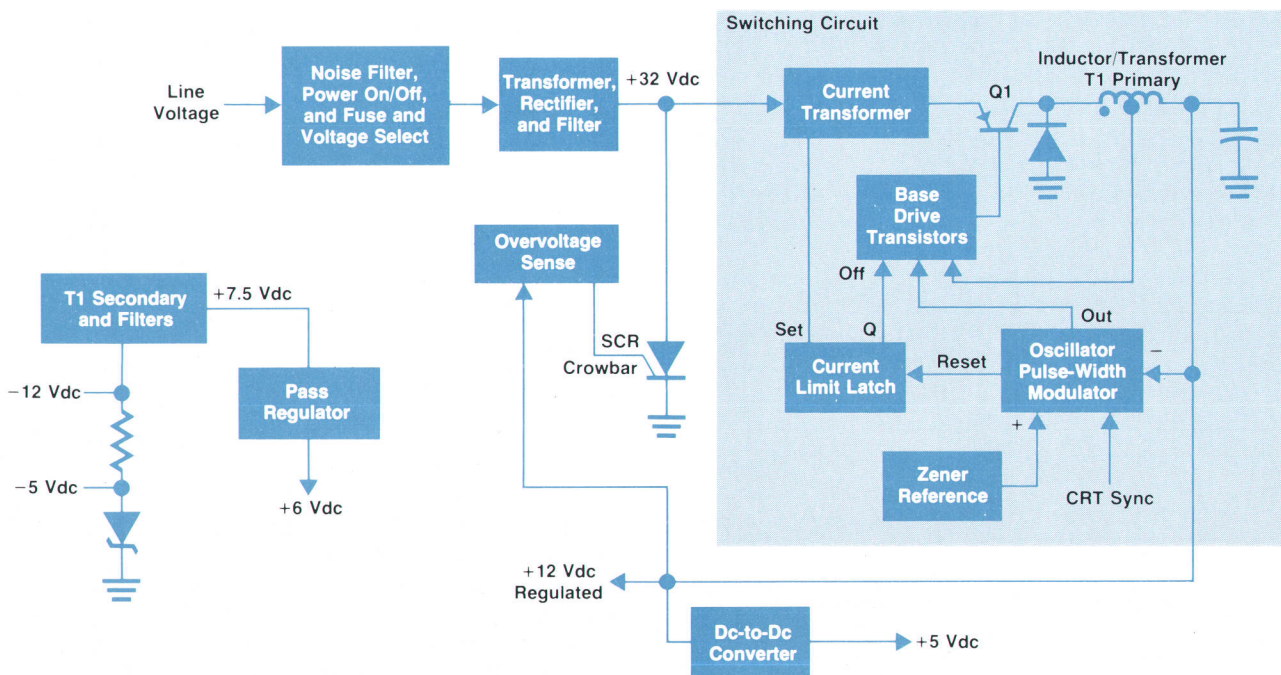 Switching Circuit
Line
Voltage
Noise Filter,
Power On/Off,
and Fuse and
Voltage Select
Transformer,
Rectifier,
and Filter
+32 Vdc
Current
Transformer
Q1
Inductor/Transformer
T1 Primary
Base
Drive
Transistors
Off
Overvoltage
Sense
T1 Secondary
and Filters
+7.5 Vdc
SCR
Crowbar
Set
Q
Out
Current
Limit Latch
Reset
Oscillator
Pulse-Width
Modulator
−
+
−12 Vdc
Pass
Regulator
−5 Vdc
+6 Vdc
Zener
Reference
CRT Sync
+12 Vdc
Regulated
Dc-to-Dc
Converter
+5 Vdc